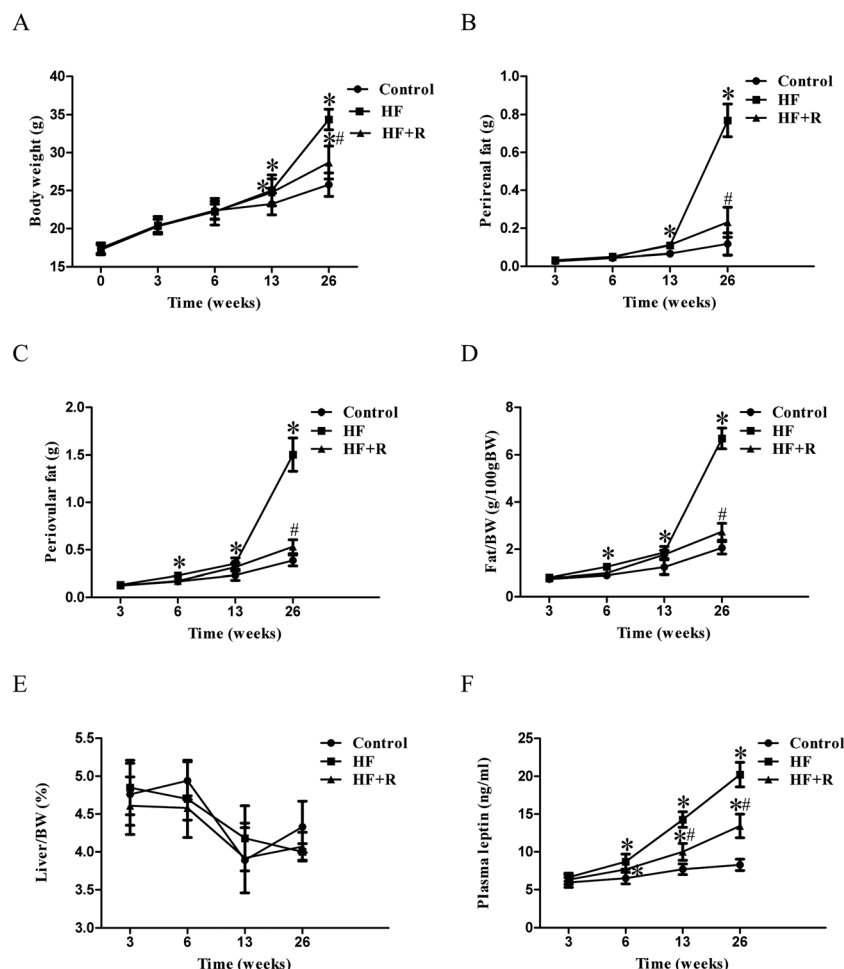 A
Body weight (g)
40
35
30
25
20
15
0
3
6
13
26
Time (weeks)
*
*
*
*#
Control
HF
HF+R
B
Perirenal fat (g)
1.0
0.8
0.6
0.4
0.2
0.0
3
6
13
26
Time (weeks)
*
*
#
Control
HF
HF+R
C
Periovular fat (g)
2.0
1.5
1.0
0.5
0.0
3
6
13
26
Time (weeks)
*
*
*
#
Control
HF
HF+R
D
Fat/BW (g/100gBW)
8
6
4
2
0
3
6
13
26
Time (weeks)
*
*
*
#
Control
HF
HF+R
E
Liver/BW (%)
5.5
5.0
4.5
4.0
3.5
3.0
3
6
13
26
Time (weeks)
Control
HF
HF+R
F
Plasma leptin (ng/ml)
25
20
15
10
5
0
3
6
13
26
Time (weeks)
*
*
*
*#
*
*#
Control
HF
HF+R